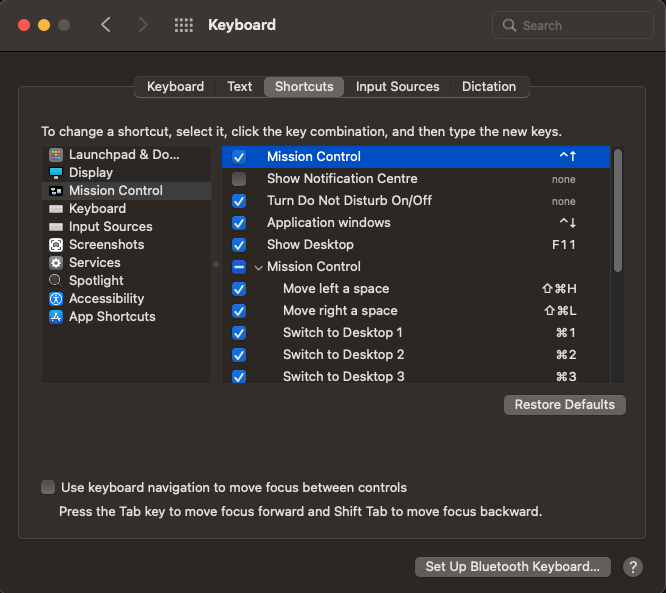 Keyboard
Search
Keyboard Text Shortcuts Input Sources Dictation
To change a shortcut, select it, click the key combination, and then type the new keys.
Launchpad & Do...
Display
Mission Control
Keyboard
Input Sources
Screenshots
Services
Spotlight
Accessibility
App Shortcuts
Mission Control ^↑
Show Notification Centre none
Turn Do Not Disturb On/Off none
Application windows ^↓
Show Desktop F11
Mission Control
Move left a space ⇧⌘H
Move right a space ⇧⌘L
Switch to Desktop 1 ⌘1
Switch to Desktop 2 ⌘2
Switch to Desktop 3 ⌘3
Restore Defaults
Use keyboard navigation to move focus between controls
Press the Tab key to move focus forward and Shift Tab to move focus backward.
Set Up Bluetooth Keyboard... ?